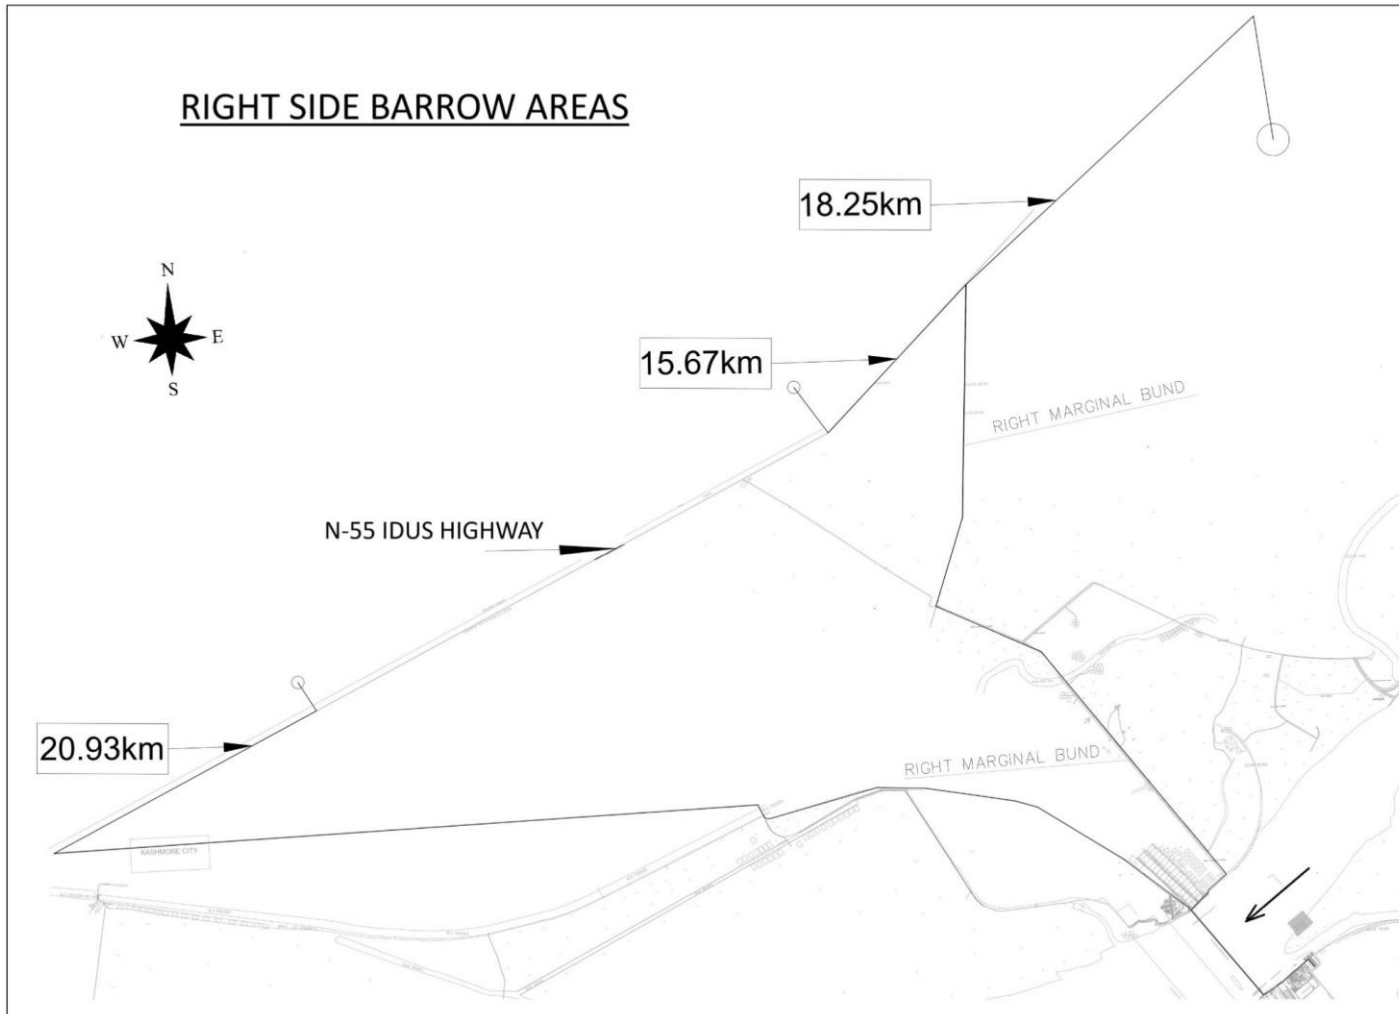 RIGHT SIDE BARROW AREAS
18.25km
N
W
E
S
15.67km
RIGHT MARGINAL BUND
N-55 IDUS HIGHWAY
20.93km
RIGHT MARGINAL BUND
KASHMORE CITY